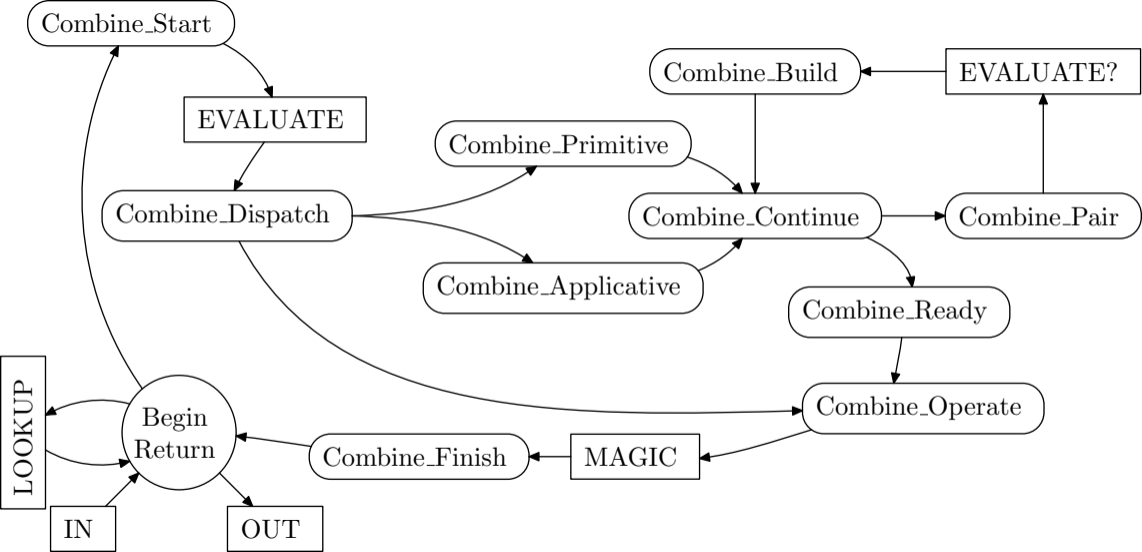 Combine_Start
Combine_Build
EVALUATE?
EVALUATE
Combine_Primitive
Combine_Dispatch
Combine_Continue
Combine_Pair
Combine_Applicative
Combine_Ready
Combine_Operate
LOOKUP
Begin
Return
Combine_Finish
MAGIC
IN
OUT